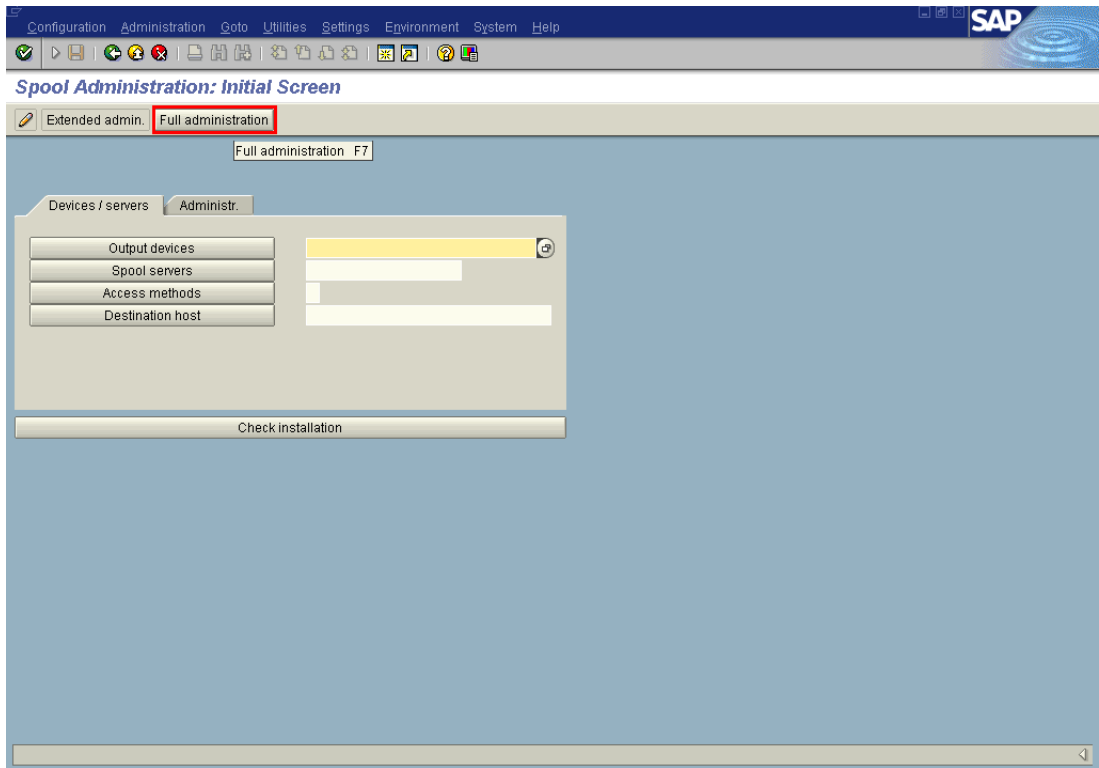 Configuration Administration Goto Utilities Settings Environment System Help
SAP
Spool Administration: Initial Screen
Extended admin. Full administration
Full administration F7
Devices / servers Administr.
Output devices
Spool servers
Access methods
Destination host
Check installation